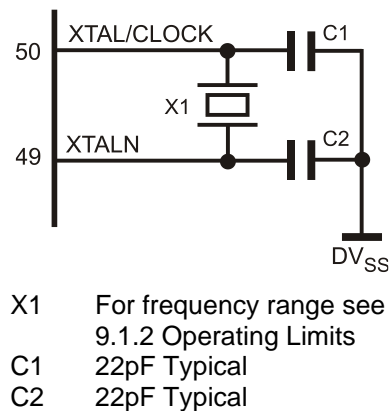 50 XTAL/CLOCK C1
X1
49 XTALN C2
DVSS
X1 For frequency range see
9.1.2 Operating Limits
C1 22pF Typical
C2 22pF Typical